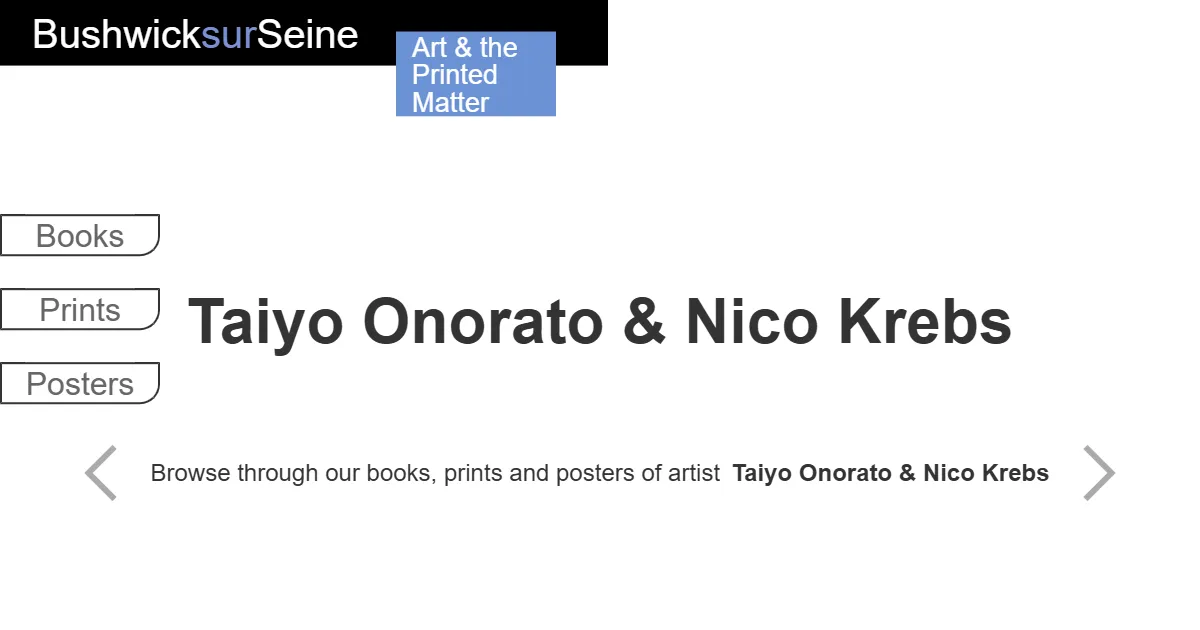 BushwicksurSeine
Art & the
Printed
Matter
Books
Prints
Taiyo Onorato & Nico Krebs
Posters
Browse through our books, prints and posters of artist Taiyo Onorato & Nico Krebs